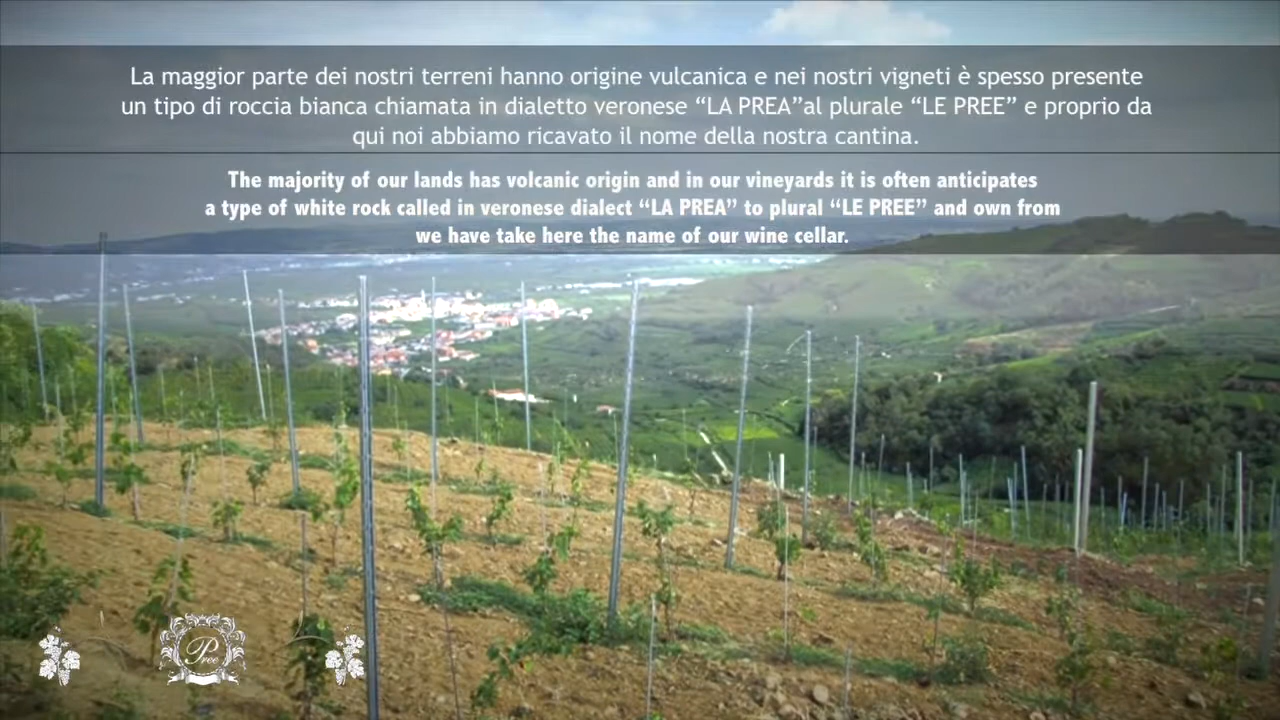 La maggior parte dei nostri terreni hanno origine vulcanica e nei nostri vigneti è spesso presente
un tipo di roccia bianca chiamata in dialetto veronese “LA PREA”al plurale “LE PREE” e proprio da
qui noi abbiamo ricavato il nome della nostra cantina.
The majority of our lands has volcanic origin and in our vineyards it is often anticipates
a type of white rock called in veronese dialect “LA PREA” to plural “LE PREE” and own from
we have take here the name of our wine cellar.
Pree